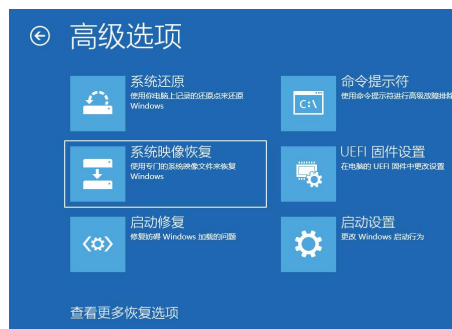 高级选项
系统还原
使用你电脑上记录的还原点来还原
Windows
命令提示符
使用命令提示符进行高级故障排除
C:\
系统映像恢复
使用专门的系统映像文件来恢复
Windows
UEFI 固件设置
在电脑的 UEFI 固件中更改设置
启动修复
修复妨碍 Windows 加载的问题
启动设置
更改 Windows 启动行为
查看更多恢复选项